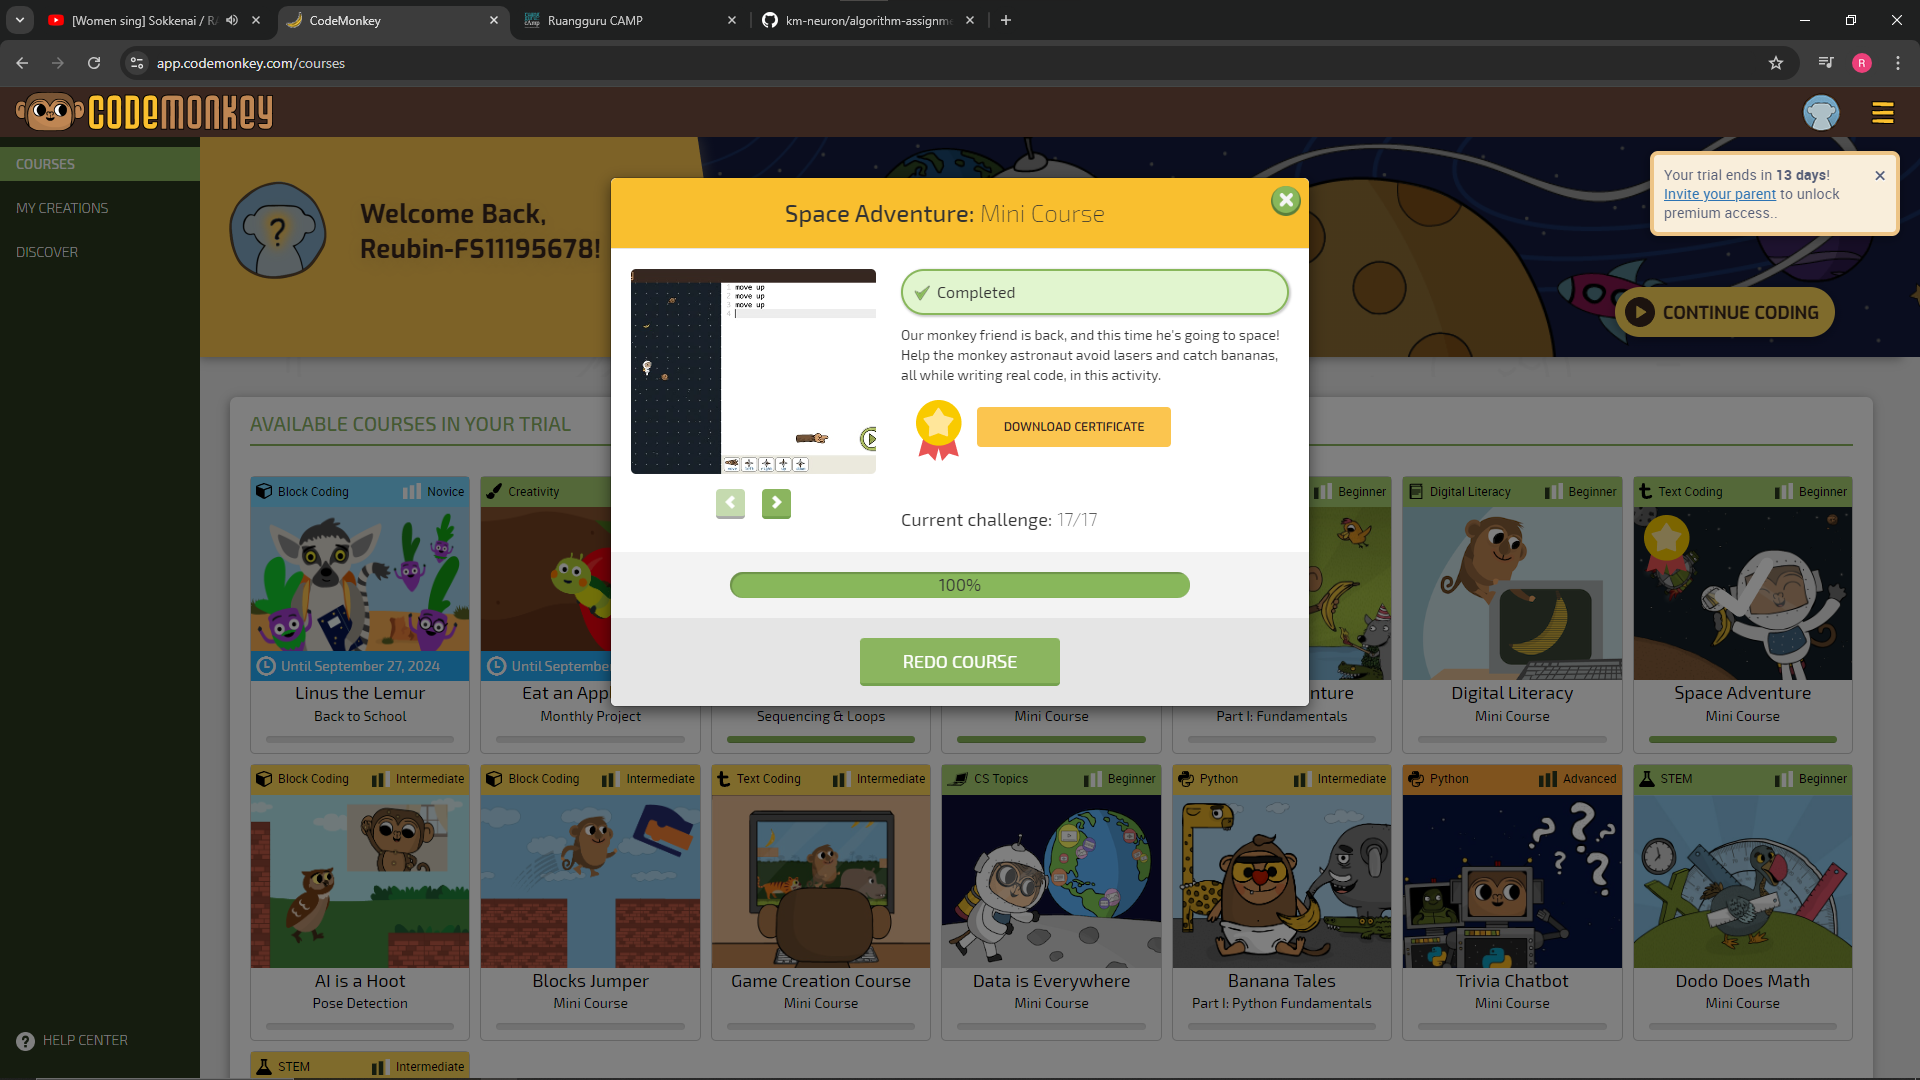 [Women sing] Sokkenai / RA
CodeMonkey
Ruangguru CAMP
km-neuron/algorithm-assignme
app.codemonkey.com/courses
R
CODEMONKEY
COURSES
MY CREATIONS
DISCOVER
HELP CENTER
Welcome Back,
Reubin-FS11195678!
Your trial ends in 13 days!
Invite your parent to unlock
premium access..
CONTINUE CODING
Space Adventure: Mini Course
1 move up
2 move up
3 move up
4
Completed
Our monkey friend is back, and this time he's going to space!
Help the monkey astronaut avoid lasers and catch bananas,
all while writing real code, in this activity.
DOWNLOAD CERTIFICATE
Current challenge: 17/17
100%
REDO COURSE
AVAILABLE COURSES IN YOUR TRIAL
Block Coding Novice
Until September 27, 2024
Linus the Lemur
Back to School
Creativity
Until September
Eat an App
Monthly Project
Sequencing & Loops
Mini Course
Beginner
nture
Part I: Fundamentals
Digital Literacy Beginner
Digital Literacy
Mini Course
Text Coding Beginner
Space Adventure
Mini Course
Block Coding Intermediate
AI is a Hoot
Pose Detection
Block Coding Intermediate
Blocks Jumper
Mini Course
Text Coding Intermediate
Game Creation Course
Mini Course
CS Topics Beginner
Data is Everywhere
Mini Course
Python Intermediate
Banana Tales
Part I: Python Fundamentals
Python Advanced
Trivia Chatbot
Mini Course
STEM Beginner
Dodo Does Math
Mini Course
STEM Intermediate